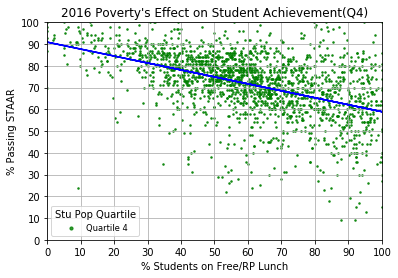 2016 Poverty's Effect on Student Achievement(Q4)
100
90
80
70
60
50
40
30
20
10
0
% Passing STAAR
Stu Pop Quartile
Quartile 4
0 10 20 30 40 50 60 70 80 90 100
% Students on Free/RP Lunch